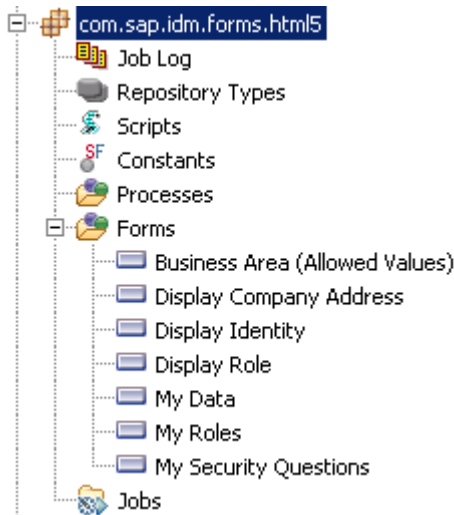 com.sap.idm.forms.html5
Job Log
Repository Types
Scripts
SF
Constants
Processes
Forms
Business Area (Allowed Values)
Display Company Address
Display Identity
Display Role
My Data
My Roles
My Security Questions
Jobs